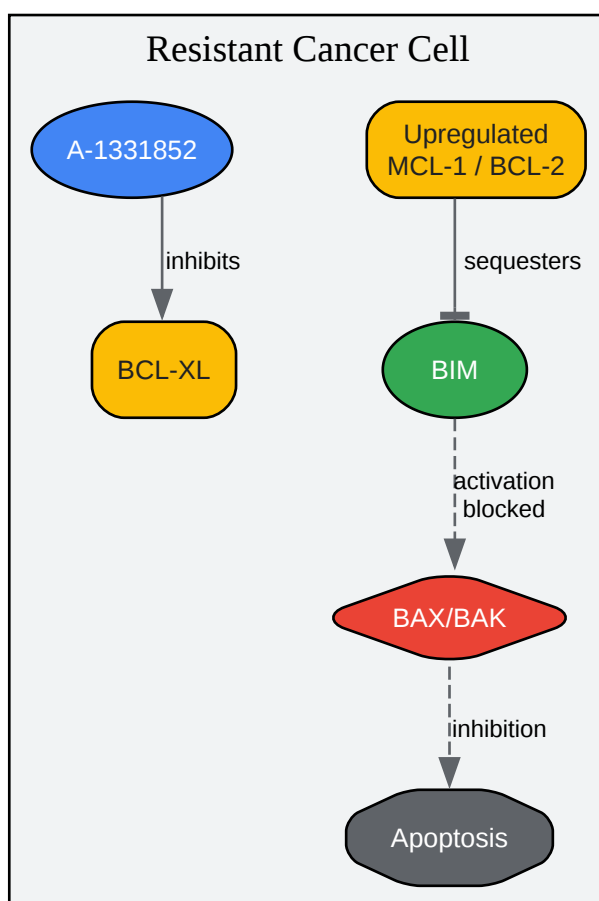 Resistant Cancer Cell
A-1331852
Upregulated
MCL-1 / BCL-2
inhibits
sequesters
BCL-XL
BIM
activation
blocked
BAX/BAK
inhibition
Apoptosis